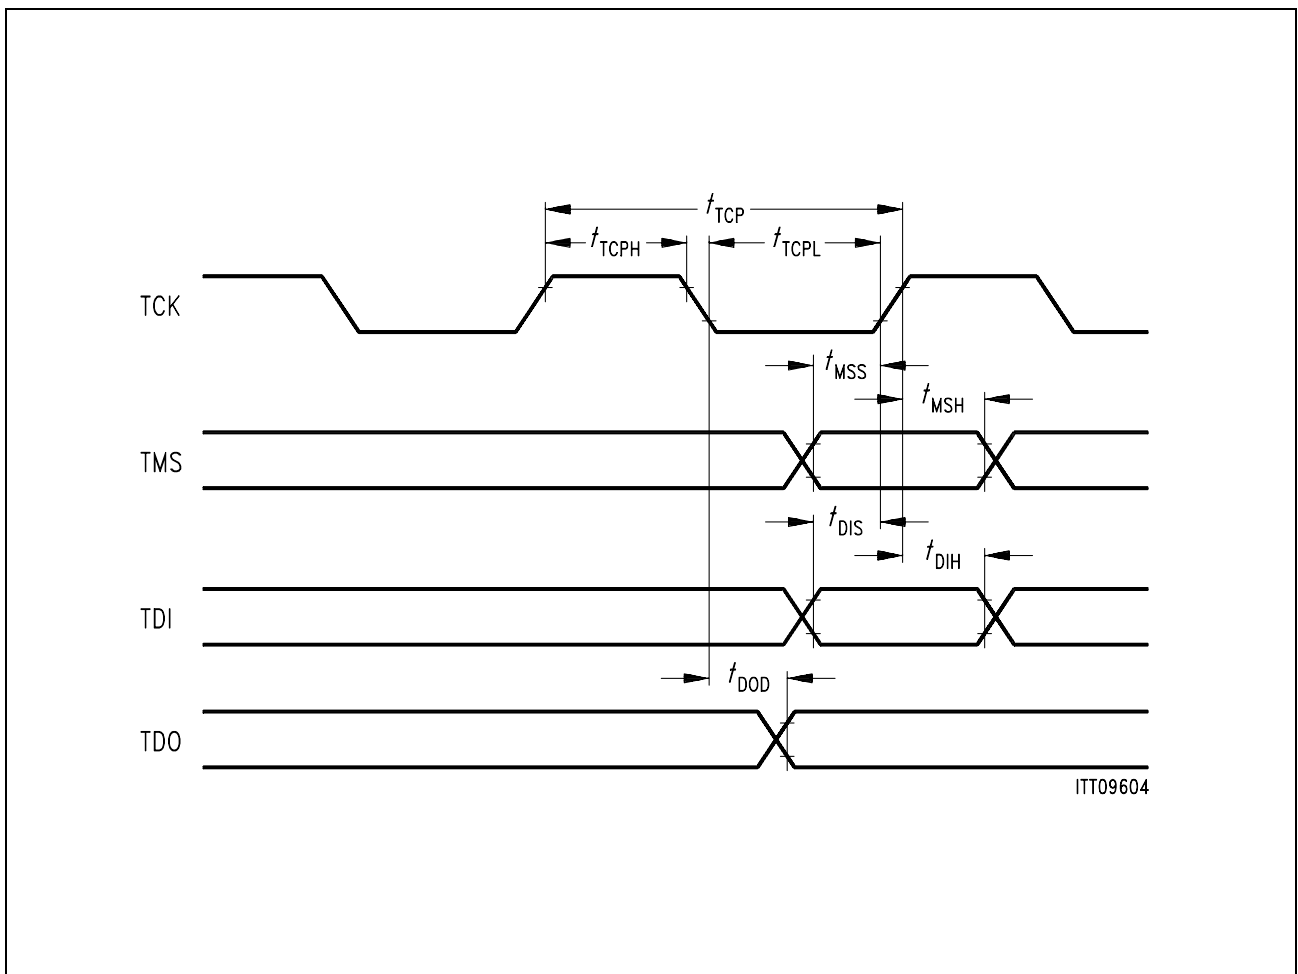 tTCP
tTCPH
tTCPL
TCK
tMSS
tMSH
TMS
tDIS
tDIH
TDI
tDOD
TDO
ITT09604